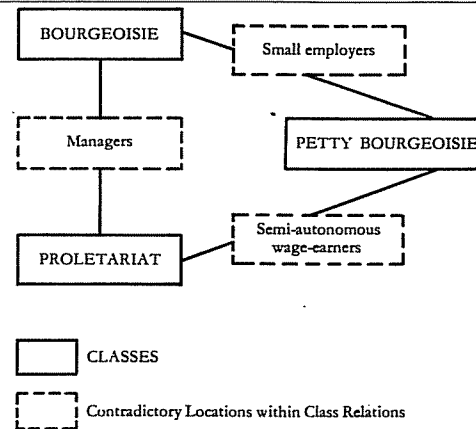 BOURGEOISIE
Small employers
Managers
PETTY BOURGEOISIE
Semi-autonomous
wage-earners
PROLETARIAT
CLASSES
Contradictory Locations within Class Relations